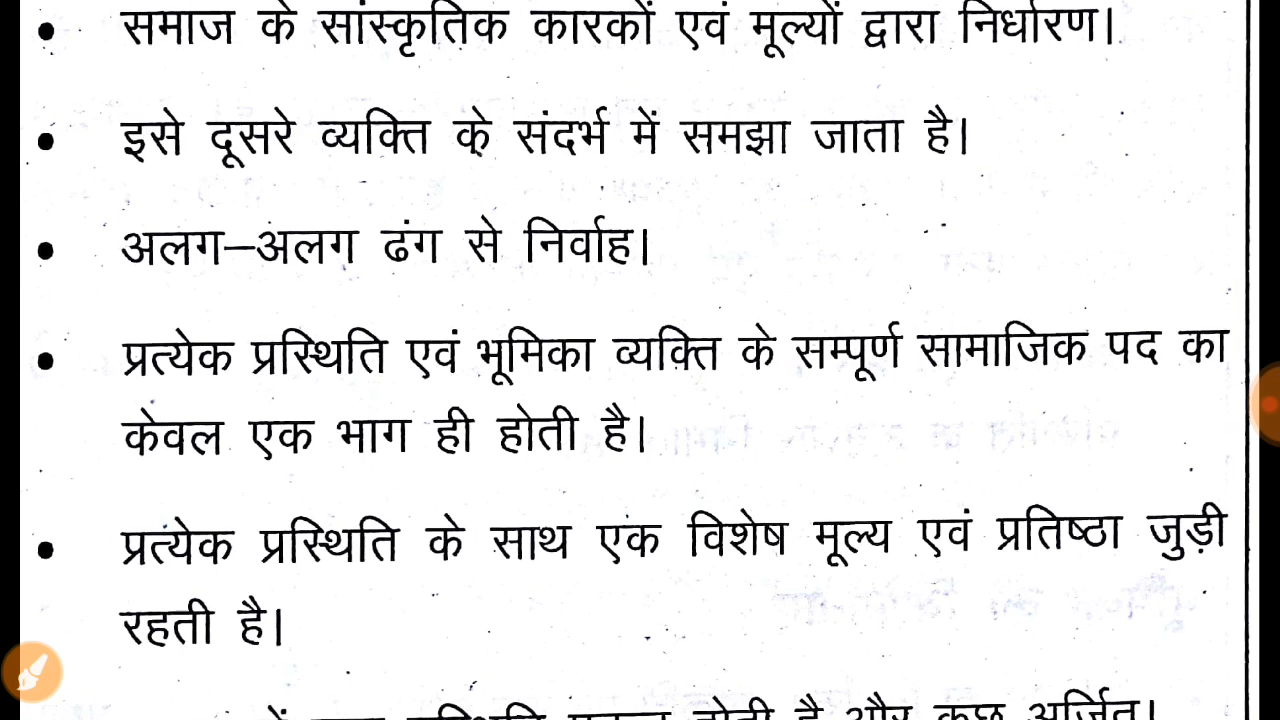 • समाज के सांस्कृतिक कारकों एवं मूल्यों द्वारा निर्धारण।
• इसे दूसरे व्यक्ति के संदर्भ में समझा जाता है।
• अलग–अलग ढंग से निर्वाह।
• प्रत्येक प्रस्थिति एवं भूमिका व्यक्ति के सम्पूर्ण सामाजिक पद का
केवल एक भाग ही होती है।
• प्रत्येक प्रस्थिति के साथ एक विशेष मूल्य एवं प्रतिष्ठा जुड़ी
रहती है।
होती है और कुछ अर्जित।